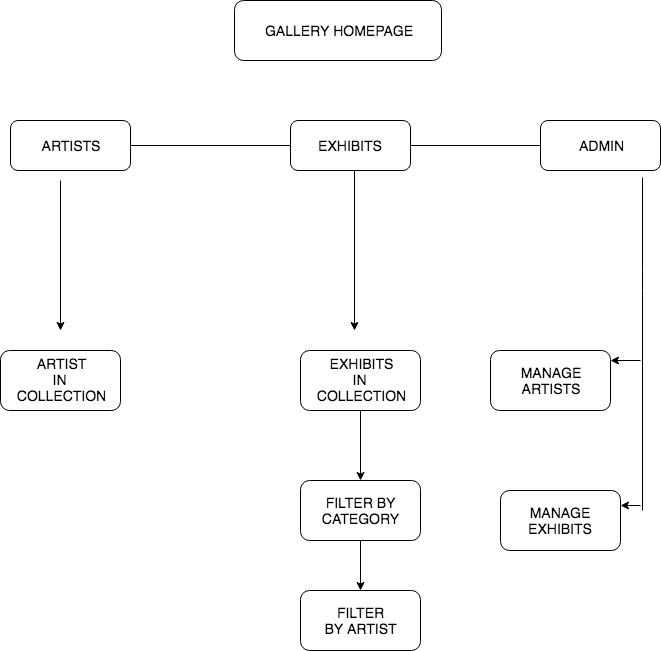 GALLERY HOMEPAGE
ARTISTS
EXHIBITS
ADMIN
ARTIST
IN
COLLECTION
EXHIBITS
IN
COLLECTION
MANAGE
ARTISTS
FILTER BY
CATEGORY
MANAGE
EXHIBITS
FILTER
BY ARTIST